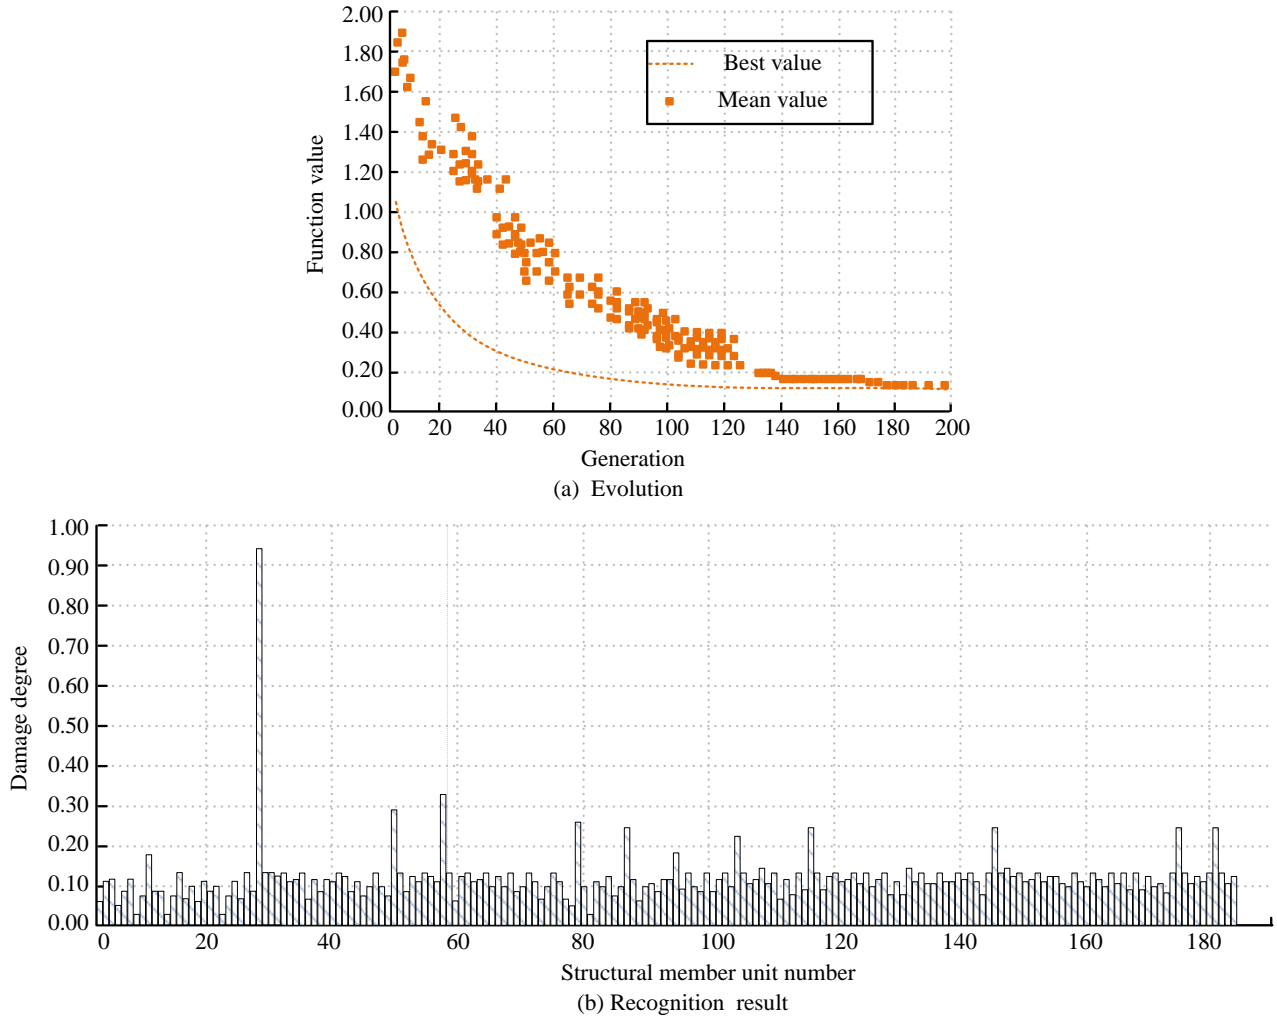 2.00
1.80
1.60
1.40
1.20
1.00
0.80
0.60
0.40
0.20
0.00
Function value
Best value
Mean value
0 20 40 60 80 100 120 140 160 180 200
Generation
(a) Evolution
1.00
0.90
0.80
0.70
0.60
0.50
0.40
0.30
0.20
0.10
0.00
Damage degree
0 20 40 60 80 100 120 140 160 180
Structural member unit number
(b) Recognition result